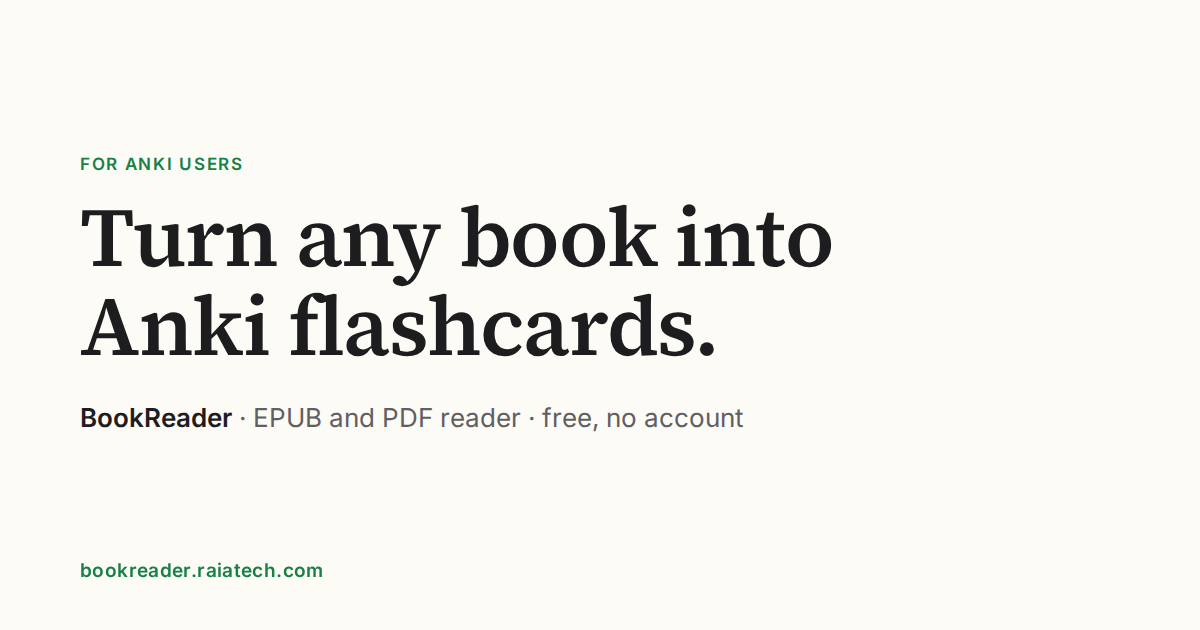 FOR ANKI USERS
Turn any book into
Anki flashcards.
BookReader · EPUB and PDF reader · free, no account
bookreader.raiatech.com